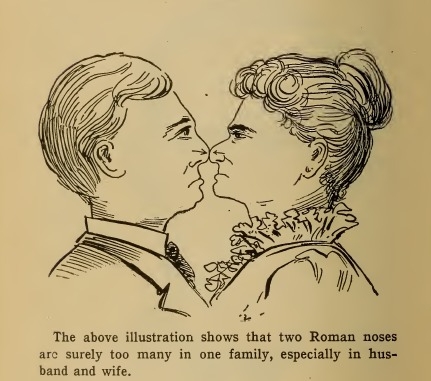 The above illustration shows that two Roman noses
are surely too many in one family, especially in hus-
band and wife.